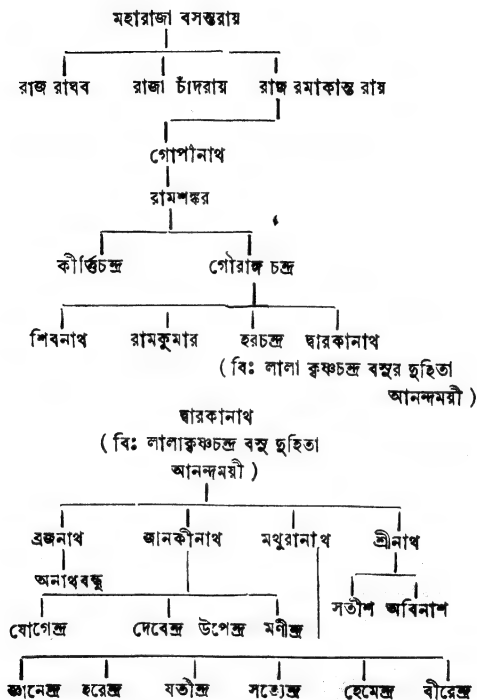 মহারাজা বসন্তরায়
রাজ রাঘব রাজা চাঁদরায় রাজ রমাকান্ত রায়
গোপীনাথ
রামশঙ্কর
কীর্ত্তিচন্দ্র গৌরাঙ্গ চন্দ্র
শিবনাথ রামকুমার হরচন্দ্র দ্বারকানাথ
( বিঃ লালা কৃষ্ণচন্দ্র বসুর দুহিতা
আনন্দময়ী )
দ্বারকানাথ
( বিঃ লালাকৃষ্ণচন্দ্র বসু দুহিতা
আনন্দময়ী )
ব্রজনাথ জানকীনাথ মথুরানাথ শ্রীনাথ
অনাথবন্ধু
সতীশ অবিনাশ
যোগেন্দ্র দেবেন্দ্র উপেন্দ্র মণীন্দ্র
জ্ঞানেন্দ্র হরেন্দ্র যতীন্দ্র সত্যেন্দ্র হেমেন্দ্র বীরেন্দ্র